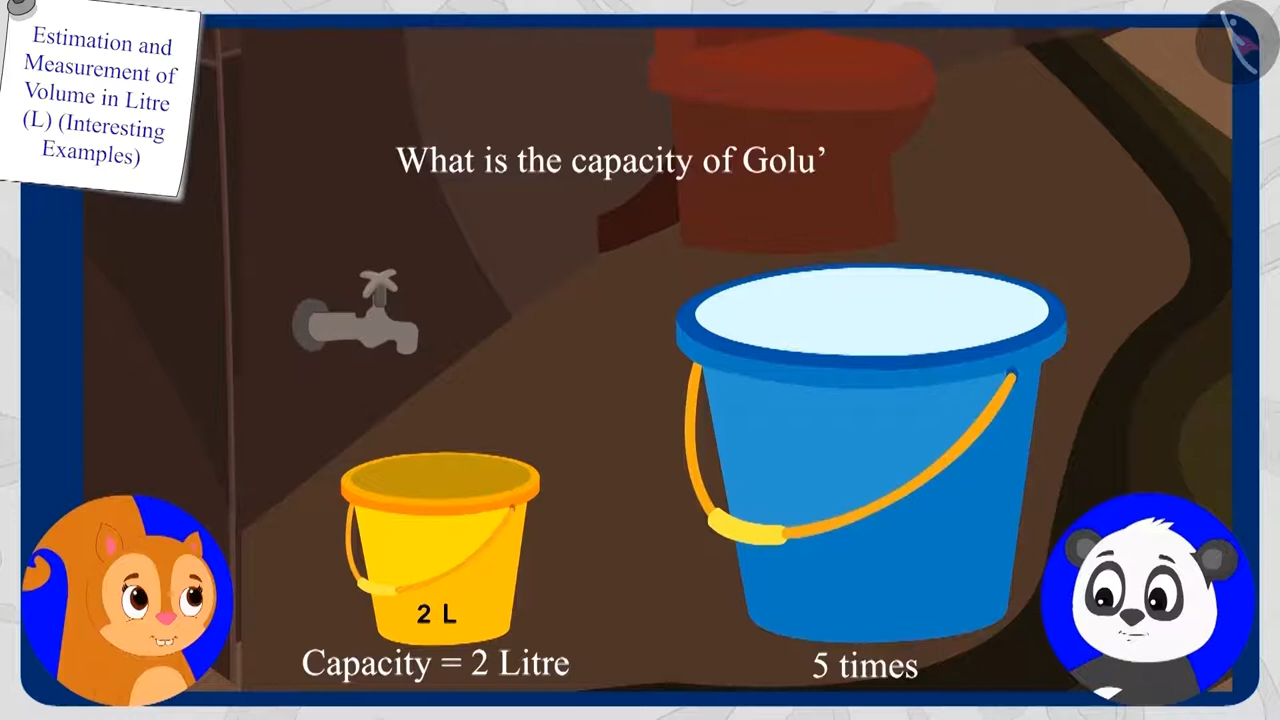 Estimation and
Measurement of
Volume in Litre
(L) (Interesting
Examples)
What is the capacity of Golu’
2 L
Capacity = 2 Litre
5 times